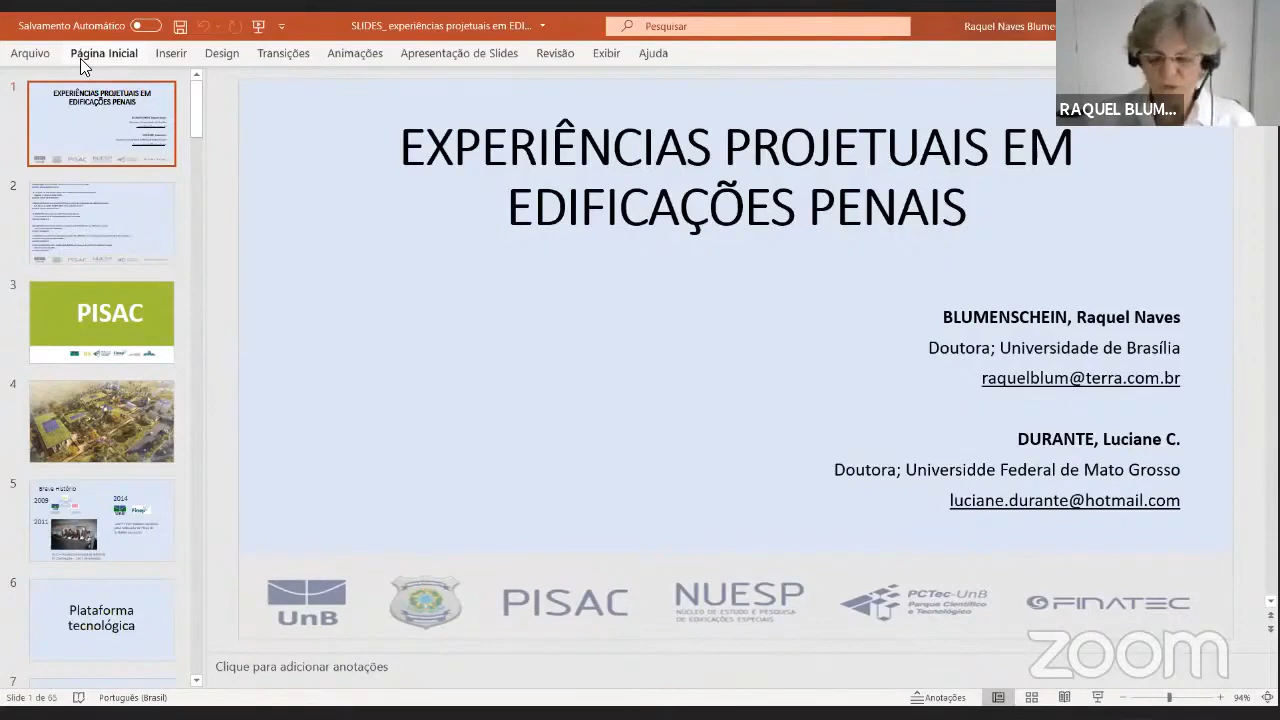 Salvamento Automático
SLIDES_ experiências projetuais em EDI...
Pesquisar
Raquel Naves Blumen
Arquivo
Página Inicial
Inserir
Design
Transições
Animações
Apresentação de Slides
Revisão
Exibir
Ajuda
RAQUEL BLUM...
1
EXPERIÊNCIAS PROJETUAIS EM
EDIFICAÇÕES PENAIS
2
3
PISAC
4
5
Breve História
2009
2014
2011
6
Plataforma
tecnológica
7
EXPERIÊNCIAS PROJETUAIS EM
EDIFICAÇÕES PENAIS
BLUMENSCHEIN, Raquel Naves
Doutora; Universidade de Brasília
raquelblum@terra.com.br
DURANTE, Luciane C.
Doutora; Universidde Federal de Mato Grosso
luciane.durante@hotmail.com
UnB
PISAC
NUESP
NÚCLEO DE ESTUDO E PESQUISA
DE EDIFICAÇÕES ESPECIAIS
PCTec-UnB
Parque Científico
e Tecnológico
FINATEC
zoom
Clique para adicionar anotações
Slide 1 de 65
Português (Brasil)
Anotações
94%